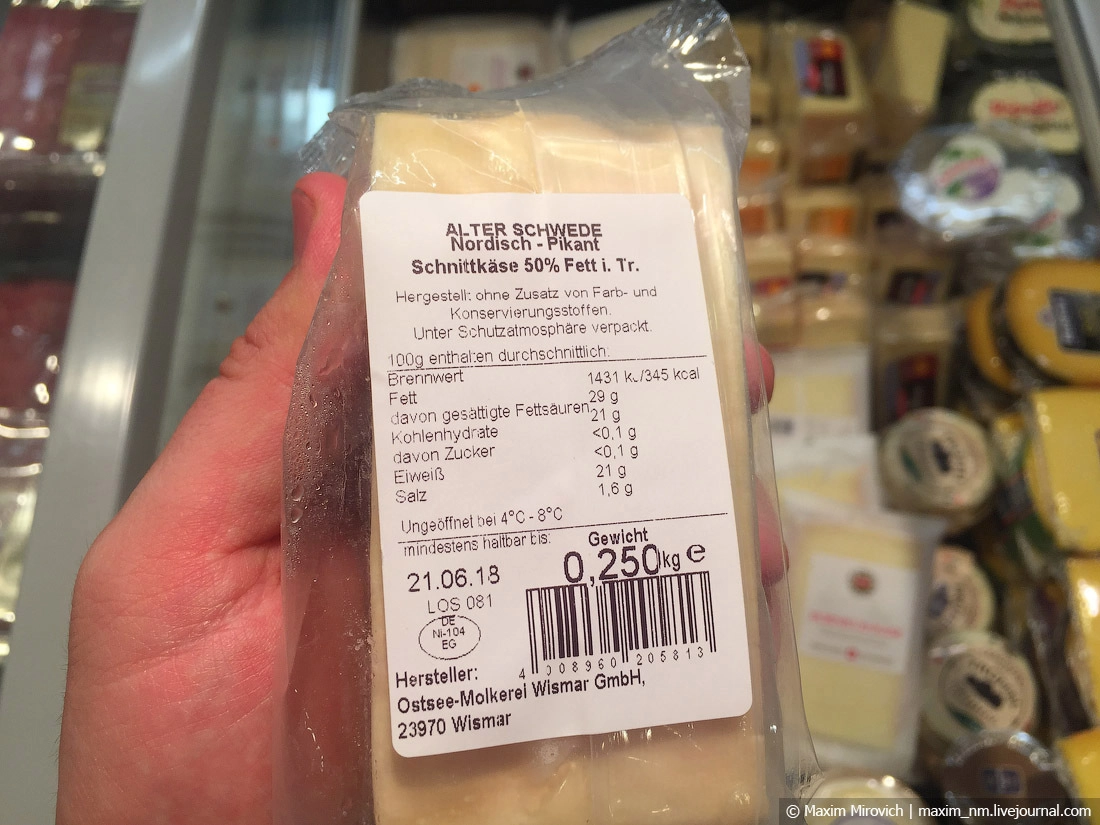 ALTER SCHWEDE
Nordisch - Pikant
Schnittkäse 50% Fett i. Tr.
Hergestellt ohne Zusatz von Farb- und
Konservierungsstoffen.
Unter Schutzatmosphäre verpackt.
100g enthalten durchschnittlich:
Brennwert 1431 kJ/345 kcal
Fett 29 g
davon gesättigte Fettsäuren 21 g
Kohlenhydrate <0,1 g
davon Zucker <0,1 g
Eiweiß 21 g
Salz 1,6 g
Ungeöffnet bei 4°C - 8°C
mindestens haltbar bis: Gewicht
21.06.18 0,250 kg e
LOS 081
DE
NI-104
EG
4 008960 205813
Hersteller:
Ostsee-Molkerei Wismar GmbH,
23970 Wismar
© Maxim Mirovich | maxim_nm.livejournal.com